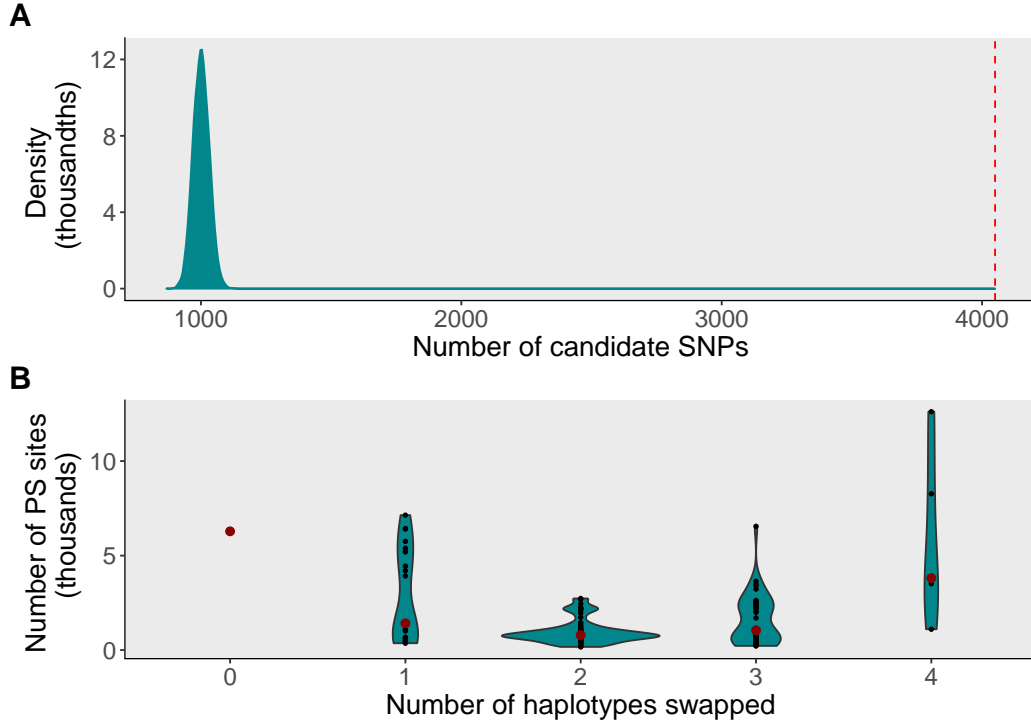 A
Density
(thousandths)
12
8
4
0
1000 2000 3000 4000
Number of candidate SNPs
B
Number of PS sites
(thousands)
10
5
0
0 1 2 3 4
Number of haplotypes swapped